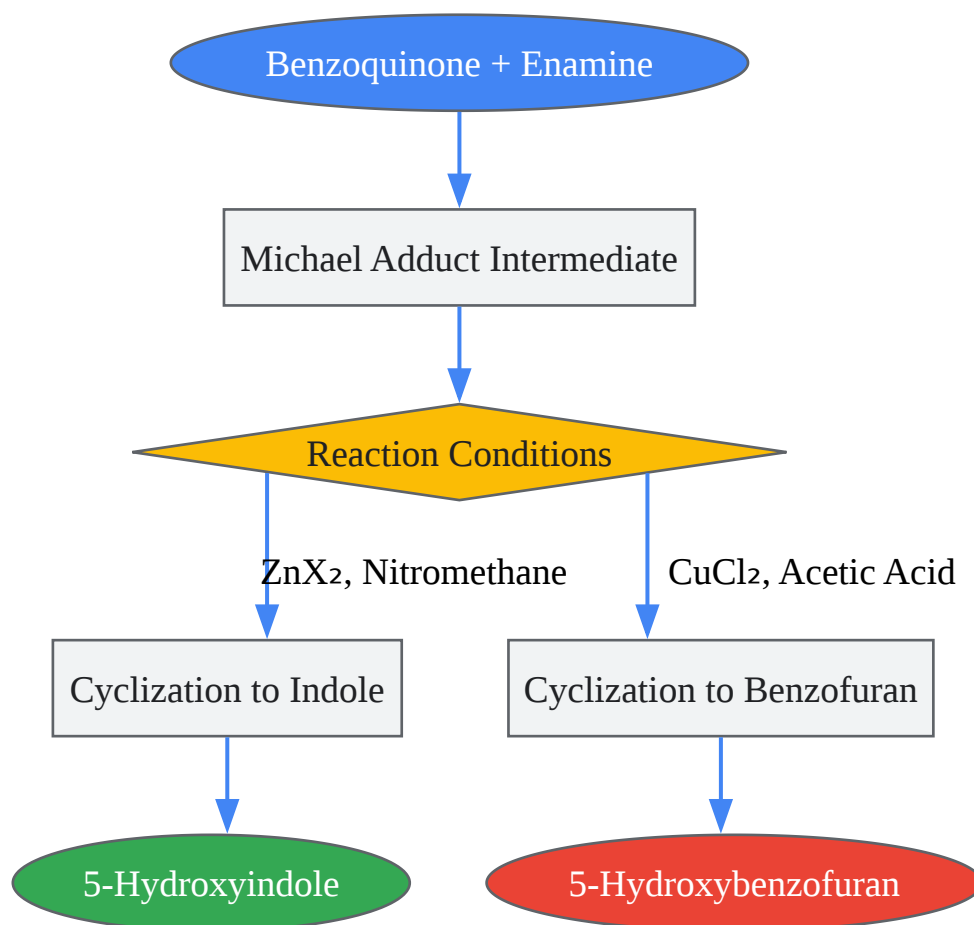 Benzoquinone + Enamine
Michael Adduct Intermediate
Reaction Conditions
ZnX₂, Nitromethane
CuCl₂, Acetic Acid
Cyclization to Indole
Cyclization to Benzofuran
5-Hydroxyindole
5-Hydroxybenzofuran